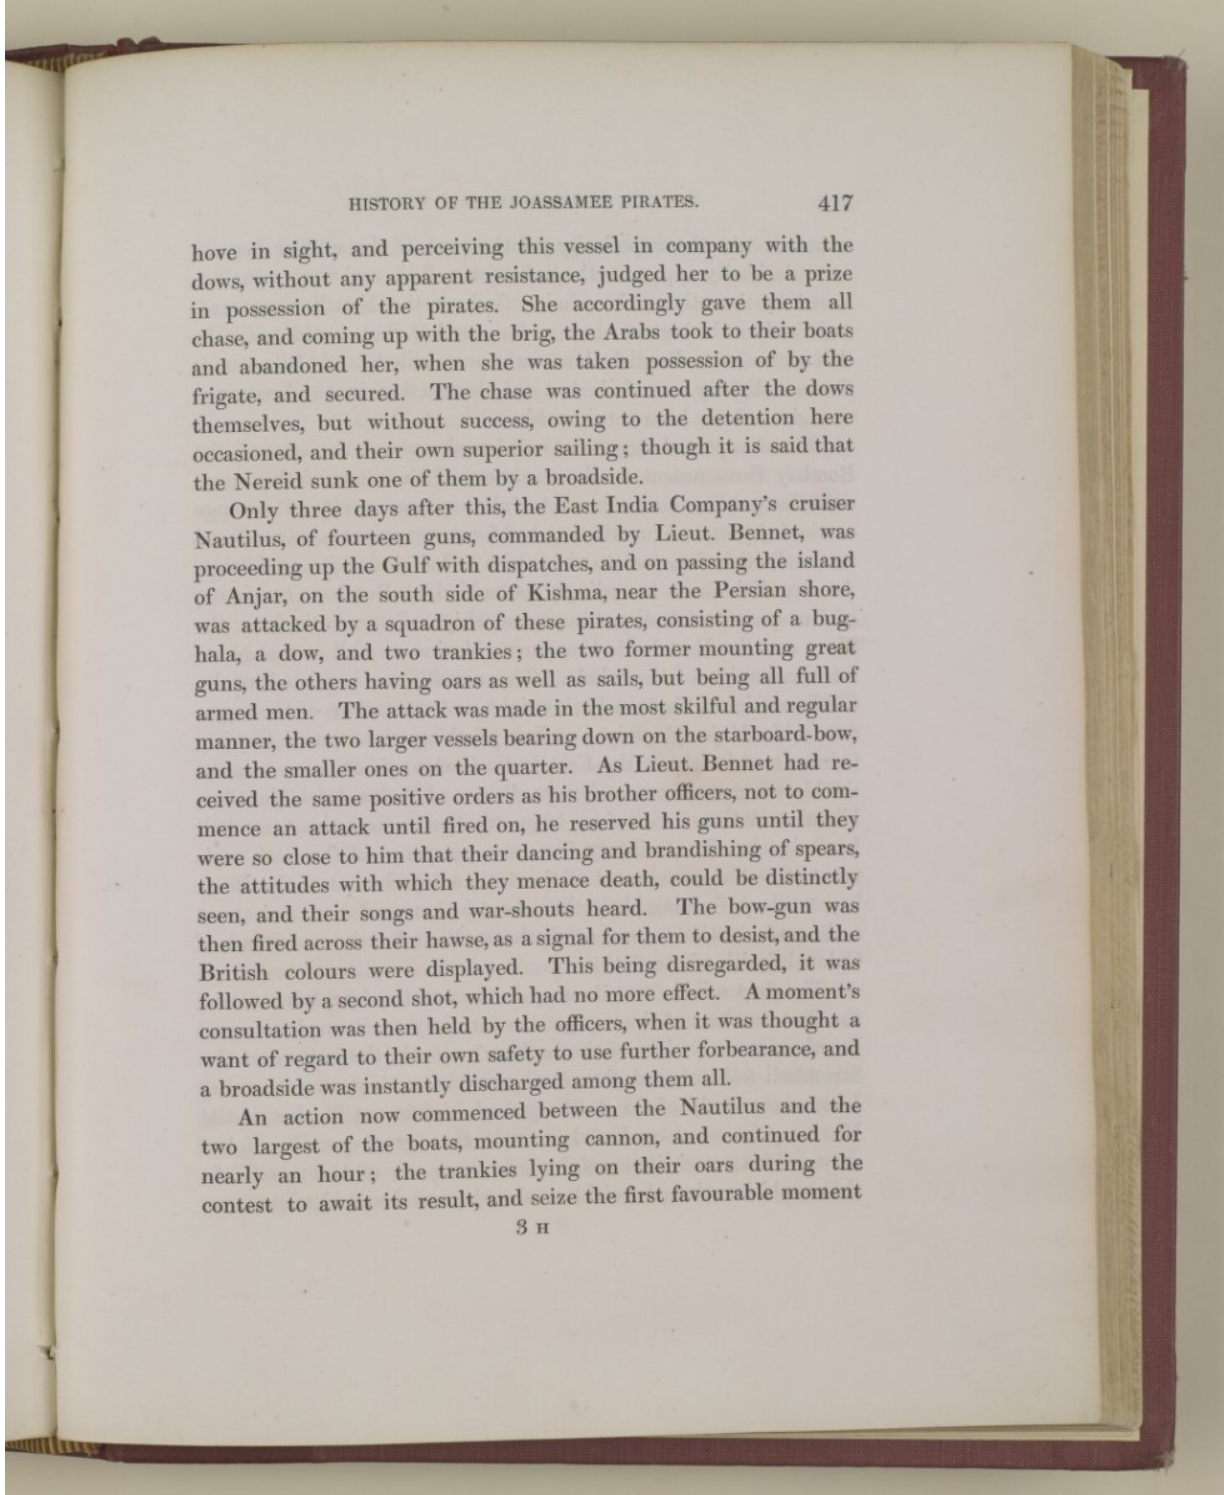 HISTORY OF THE JOASSAMEE PIRATES. 417
hove in sight, and perceiving this vessel in company with the
dows, without any apparent resistance, judged her to be a prize
in possession of the pirates. She accordingly gave them all
chase, and coming up with the brig, the Arabs took to their boats
and abandoned her, when she was taken possession of by the
frigate, and secured. The chase was continued after the dows
themselves, but without success, owing to the detention here
occasioned, and their own superior sailing; though it is said that
the Nereid sunk one of them by a broadside.
Only three days after this, the East India Company's cruiser
Nautilus, of fourteen guns, commanded by Lieut. Bennet, was
proceeding up the Gulf with dispatches, and on passing the island
of Anjar, on the south side of Kishma, near the Persian shore,
was attacked by a squadron of these pirates, consisting of a bug-
hala, a dow, and two trankies; the two former mounting great
guns, the others having oars as well as sails, but being all full of
armed men. The attack was made in the most skilful and regular
manner, the two larger vessels bearing down on the starboard-bow,
and the smaller ones on the quarter. As Lieut. Bennet had re-
ceived the same positive orders as his brother officers, not to com-
mence an attack until fired on, he reserved his guns until they
were so close to him that their dancing and brandishing of spears,
the attitudes with which they menace death, could be distinctly
seen, and their songs and war-shouts heard. The bow-gun was
then fired across their hawse, as a signal for them to desist, and the
British colours were displayed. This being disregarded, it was
followed by a second shot, which had no more effect. A moment's
consultation was then held by the officers, when it was thought a
want of regard to their own safety to use further forbearance, and
a broadside was instantly discharged among them all.
An action now commenced between the Nautilus and the
two largest of the boats, mounting cannon, and continued for
nearly an hour; the trankies lying on their oars during the
contest to await its result, and seize the first favourable moment
3 H